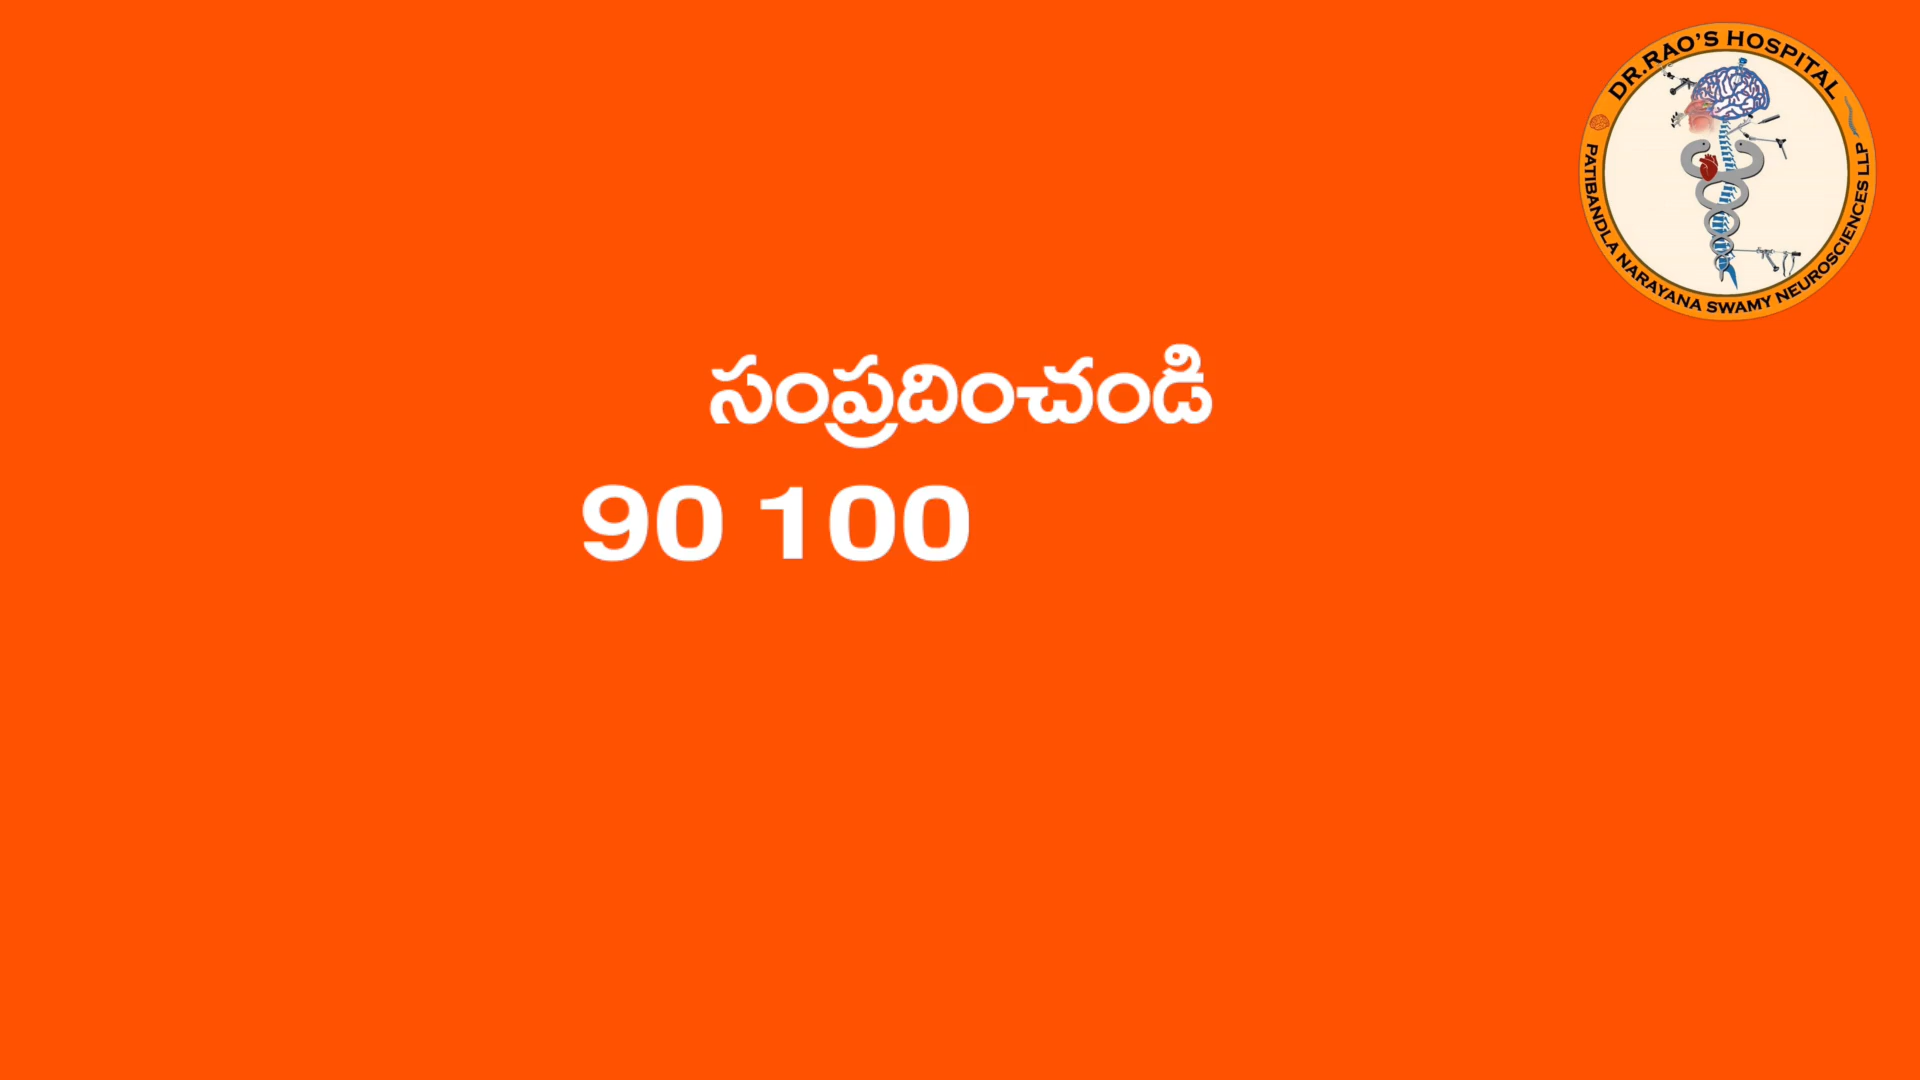 DR.RAO'S HOSPITAL
PATIBANDLA NARAYANA SWAMY NEUROSCIENCES LLP
సంప్రదించండి
90 100